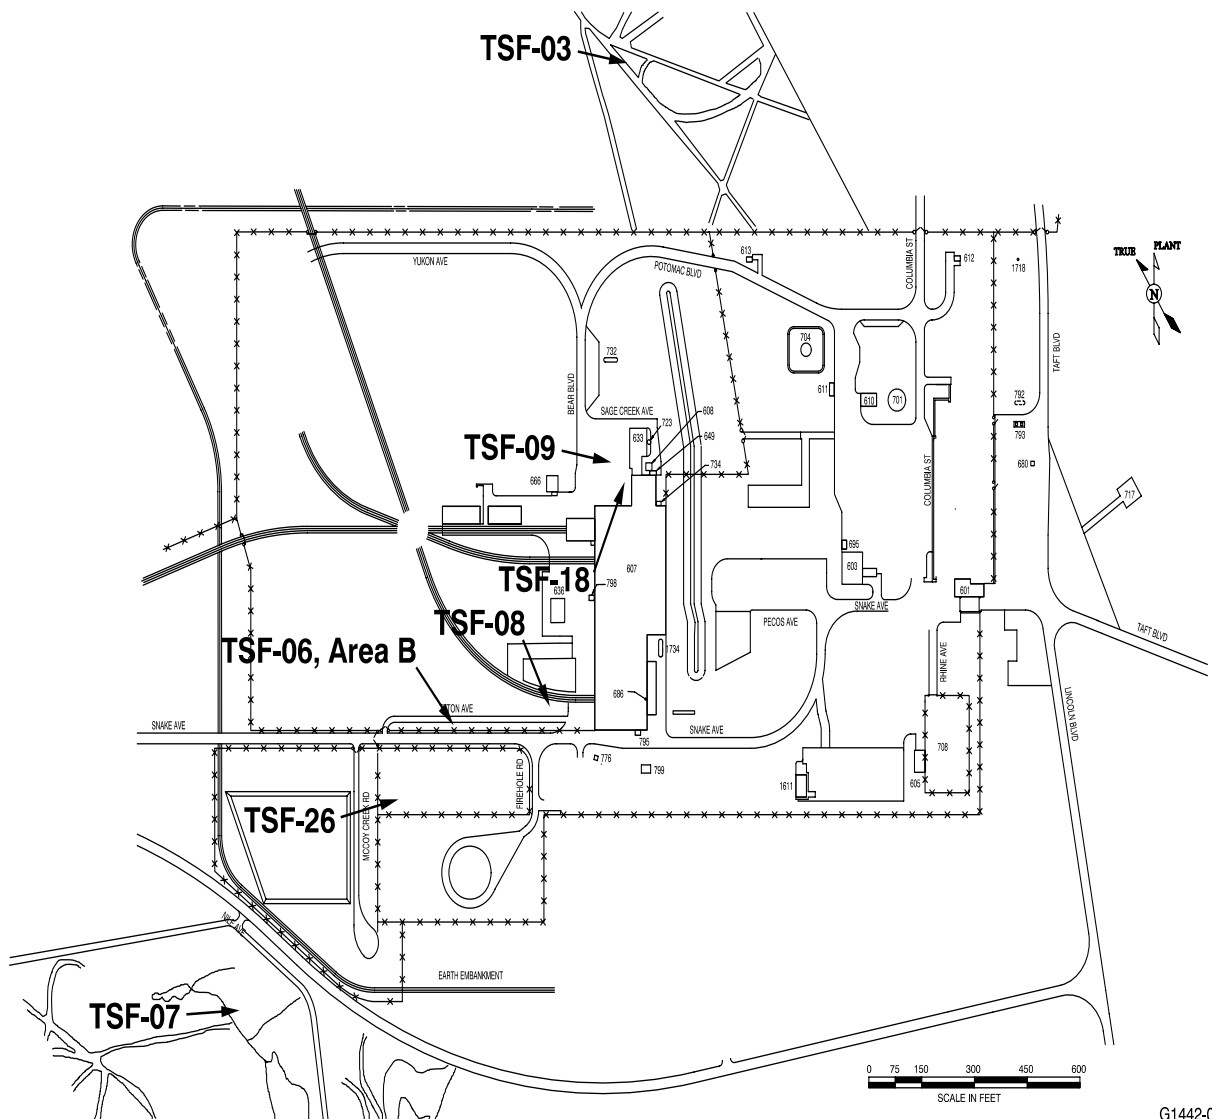 TSF-03
613
COLUMBIA ST
612
1718
TRUE
PLANT
N
YUKON AVE
POTOMAC BLVD
TAFT BLVD
704
732
611
610
701
792
BEAR BLVD
SAGE CREEK AVE
608
723
633
649
793
TSF-09
734
680
666
COLUMBIA ST
717
695
603
607
TSF-18
798
601
636
SNAKE AVE
TSF-08
PECOS AVE
TAFT BLVD
TSF-06, Area B
1734
RHINE AVE
686
LINCOLN BLVD
TON AVE
SNAKE AVE
SNAKE AVE
795
708
776
799
605
1611
FIREHOLE RD
MCCOY CREEK RD
TSF-26
EARTH EMBANKMENT
TSF-07
0 75 150 300 450 600
SCALE IN FEET